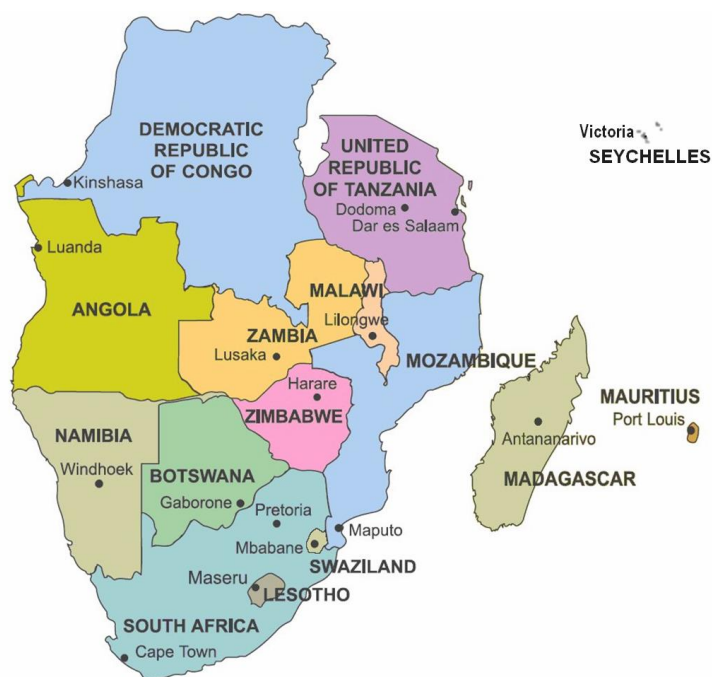 DEMOCRATIC
REPUBLIC
OF CONGO
Kinshasa
UNITED
REPUBLIC
OF TANZANIA
Dodoma
Dar es Salaam
Victoria
SEYCHELLES
Luanda
ANGOLA
MALAWI
Lilongwe
ZAMBIA
Lusaka
MOZAMBIQUE
Harare
ZIMBABWE
MAURITIUS
Port Louis
Antananarivo
MADAGASCAR
NAMIBIA
Windhoek
BOTSWANA
Gaborone
Pretoria
Maputo
Mbabane
SWAZILAND
Maseru
LESOTHO
SOUTH AFRICA
Cape Town